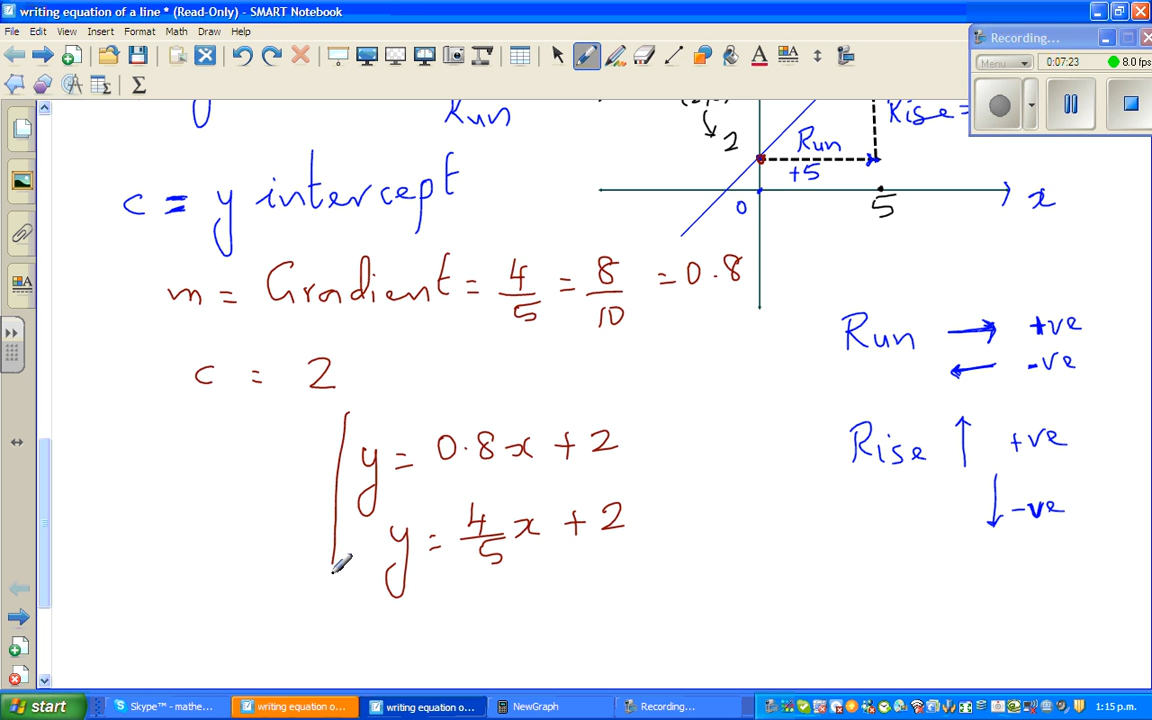 writing equation of a line * (Read-Only) - SMART Notebook
File Edit View Insert Format Math Draw Help
Recording...
Menu 0:07:23 8.0 fps
Run
Rise =
2
Run
+5
c = y intercept
0 5 x
m = Gradient = 4/5 = 8/10 = 0.8
Run → +ve
← -ve
c = 2
y = 0.8x + 2
Rise ↑ +ve
↓ -ve
y = 4/5 x + 2
start Skype™ - mathe... writing equation o... writing equation o... NewGraph Recording... 1:15 p.m.